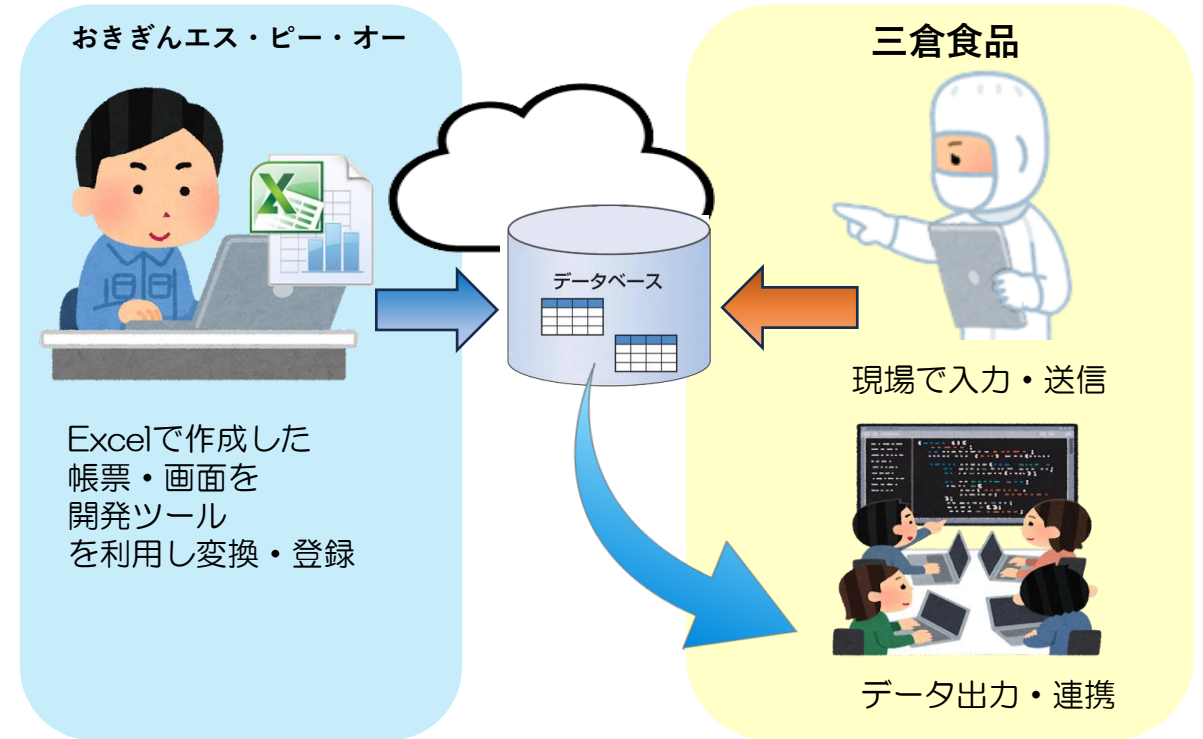 おきぎんエス・ピー・オー
三倉食品
データベース
現場で入力・送信
Excelで作成した
帳票・画面を
開発ツール
を利用し変換・登録
データ出力・連携